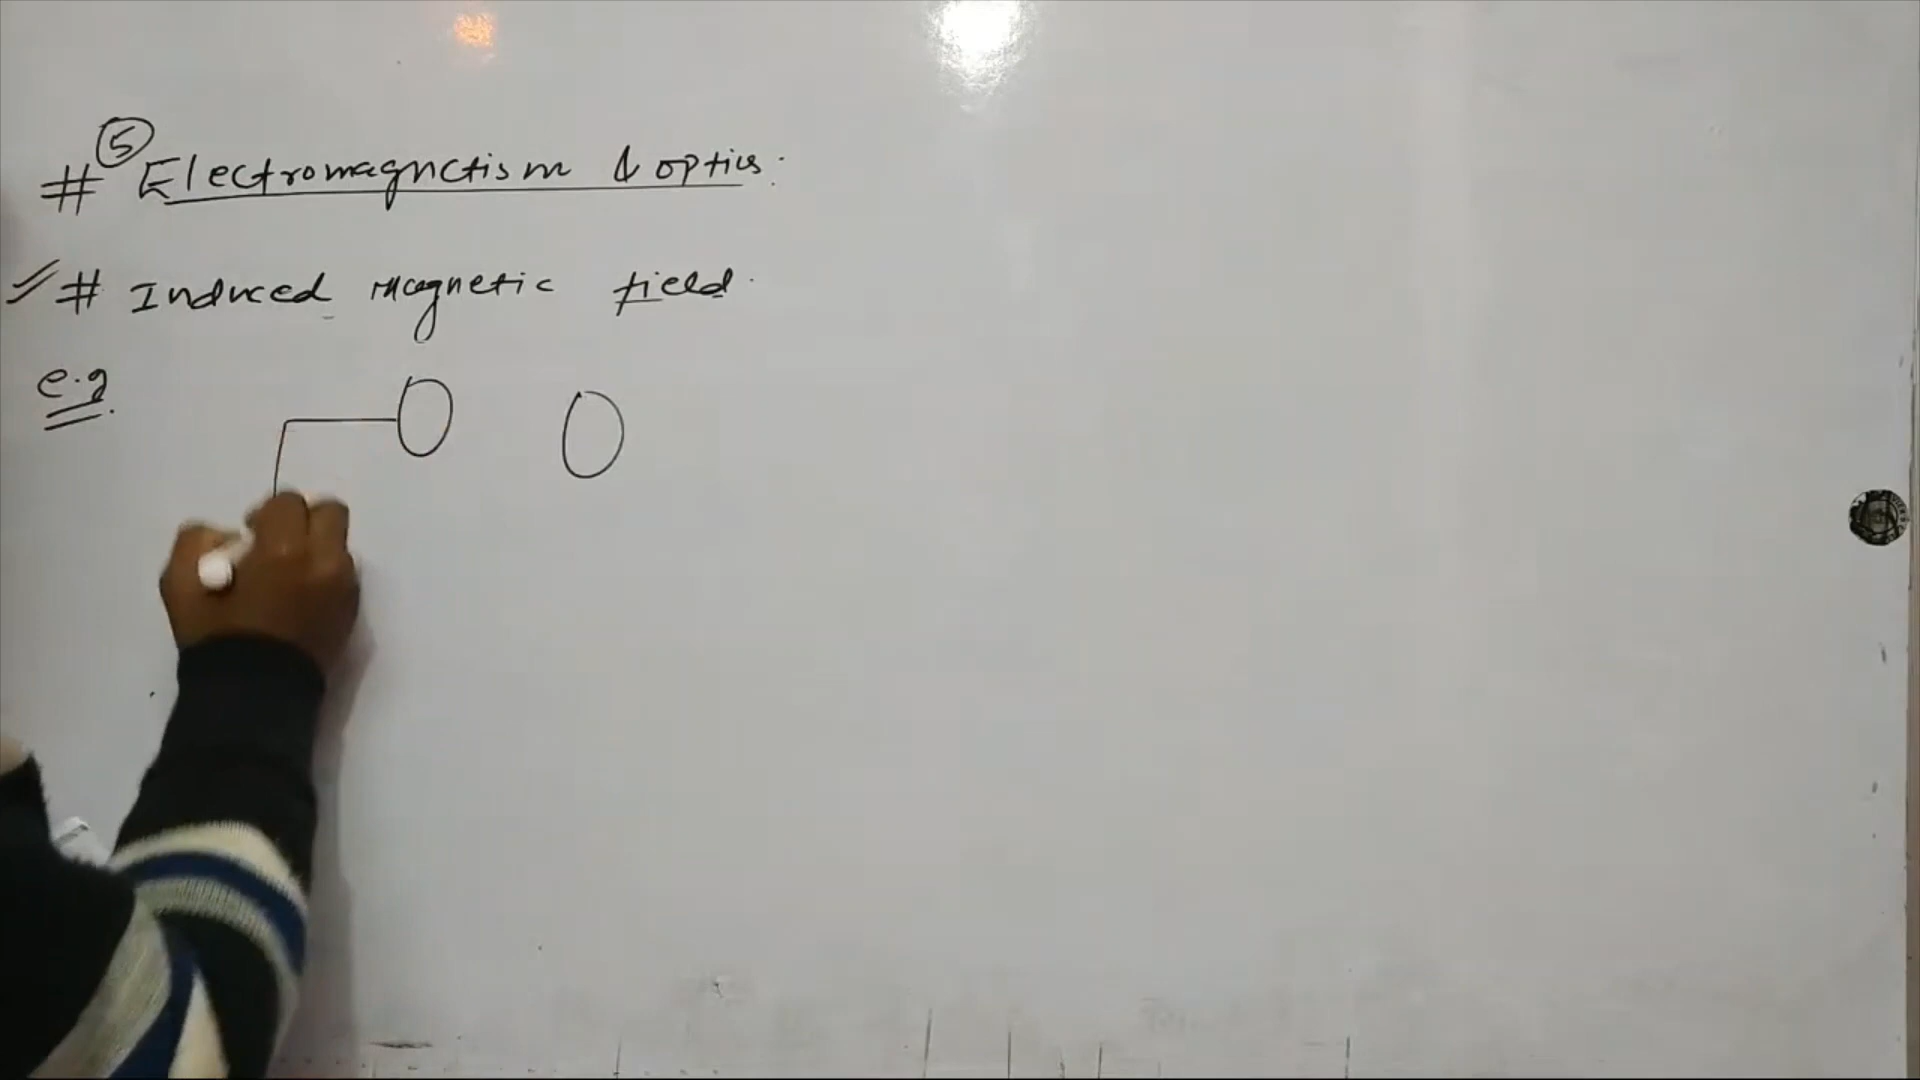 # ⑤ Electromagnetism & optics:
# Induced magnetic field.
e.g.